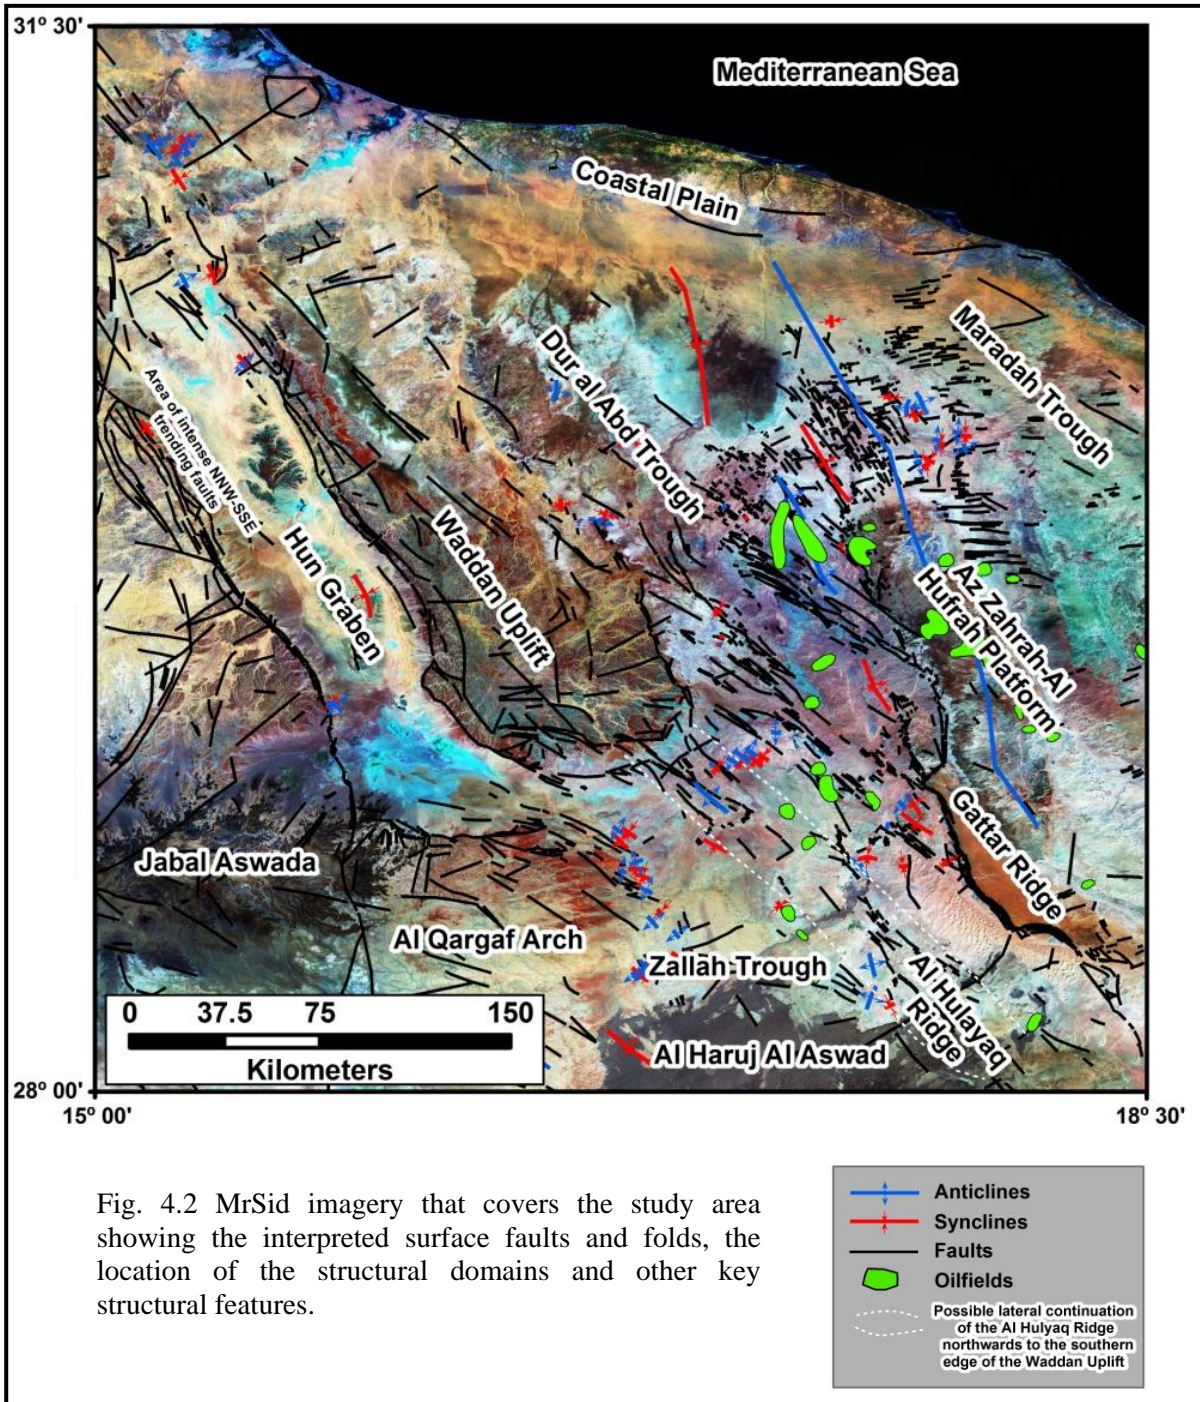 31º 30'
Mediterranean Sea
Coastal Plain
Maradah Trough
Dur al Abd Trough
Area of intense NNW-SSE
trending faults
Hun Graben
Waddan Uplift
Az Zahrah-Al
Hufrah Platform
Gattar Ridge
Jabal Aswada
Al Qargaf Arch
Zallah Trough
Al Hulayaq
Ridge
Al Haruj Al Aswad
0 37.5 75 150
Kilometers
28º 00'
15º 00'
18º 30'
Fig. 4.2 MrSid imagery that covers the study area
showing the interpreted surface faults and folds, the
location of the structural domains and other key
structural features.
Anticlines
Synclines
Faults
Oilfields
Possible lateral continuation
of the Al Hulyaq Ridge
northwards to the southern
edge of the Waddan Uplift